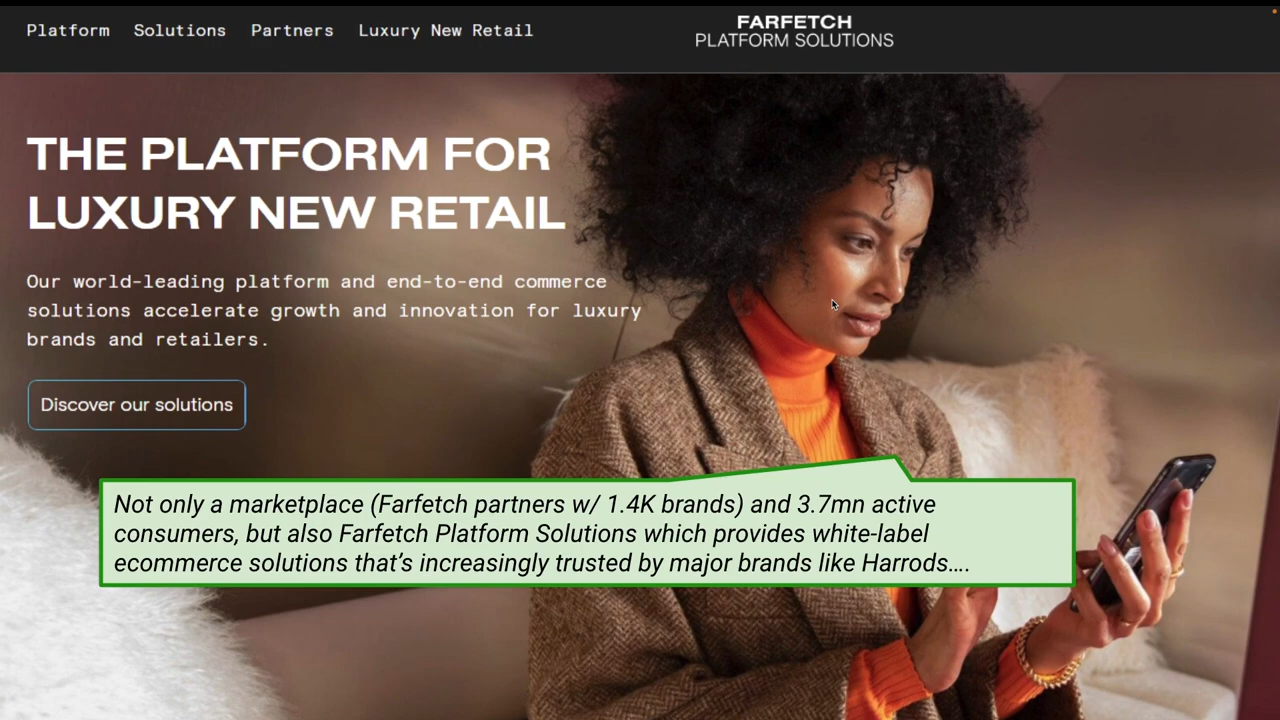 Platform Solutions Partners Luxury New Retail
FARFETCH
PLATFORM SOLUTIONS
THE PLATFORM FOR
LUXURY NEW RETAIL
Our world-leading platform and end-to-end commerce
solutions accelerate growth and innovation for luxury
brands and retailers.
Discover our solutions
Not only a marketplace (Farfetch partners w/ 1.4K brands) and 3.7mn active
consumers, but also Farfetch Platform Solutions which provides white-label
ecommerce solutions that’s increasingly trusted by major brands like Harrods….